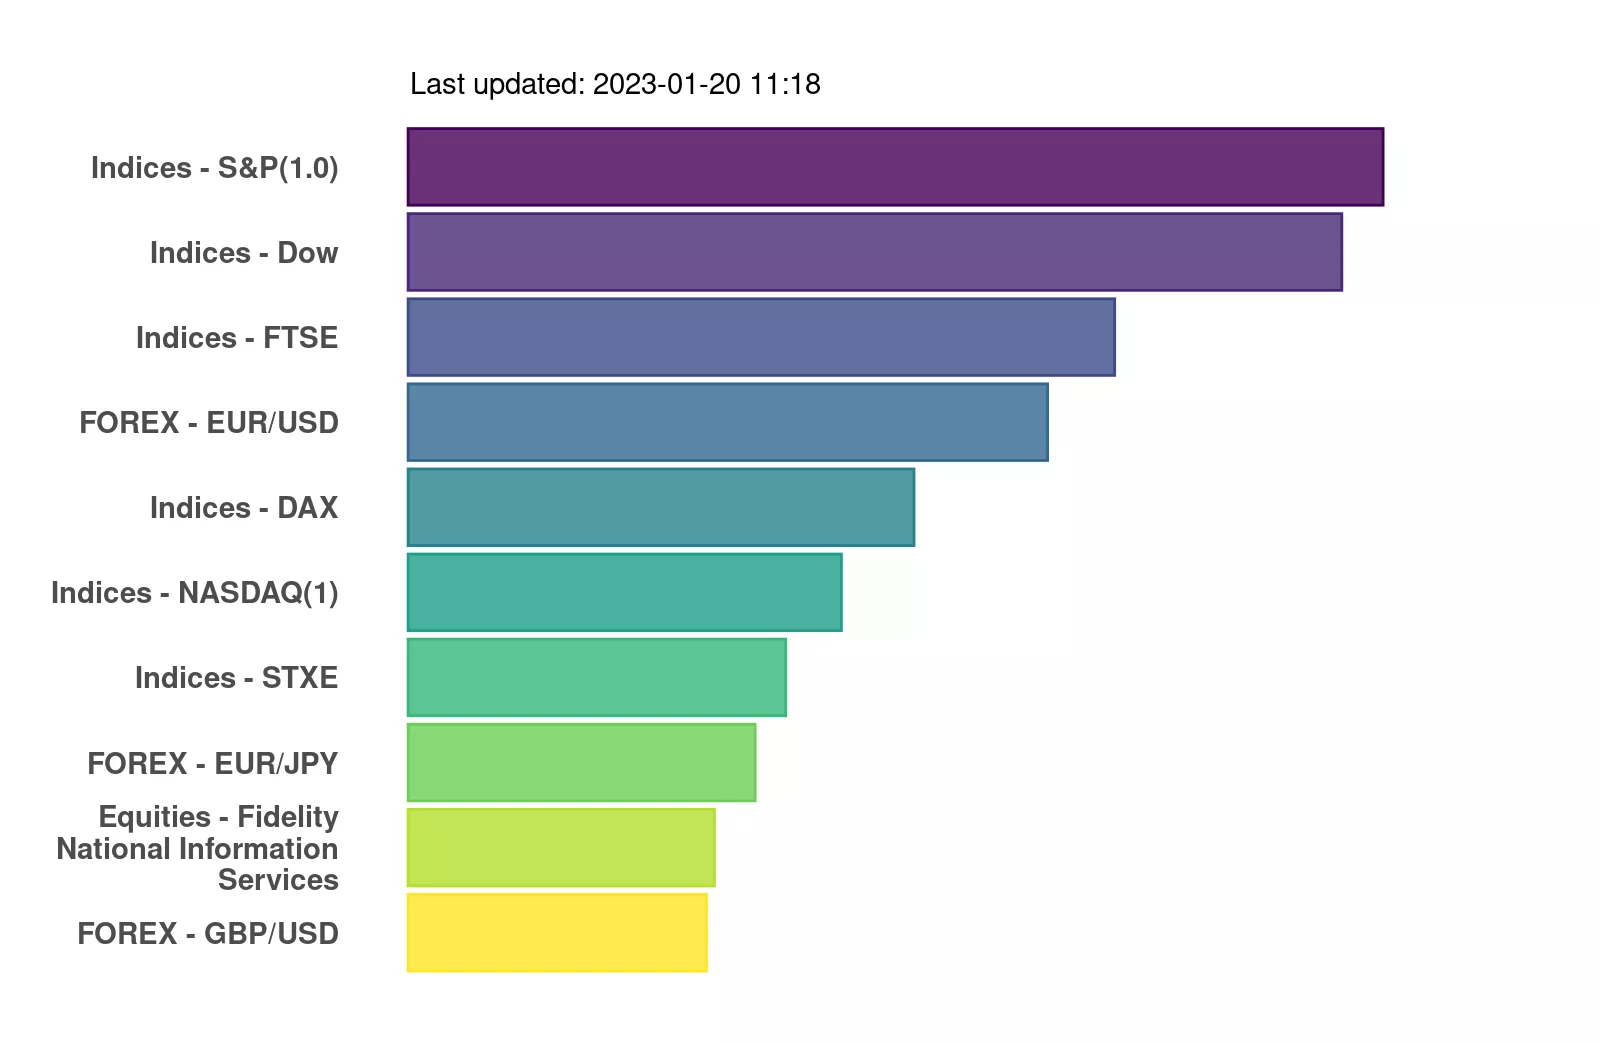 Last updated: 2023-01-20 11:18
Indices - S&P(1.0)
Indices - Dow
Indices - FTSE
FOREX - EUR/USD
Indices - DAX
Indices - NASDAQ(1)
Indices - STXE
FOREX - EUR/JPY
Equities - Fidelity
National Information
Services
FOREX - GBP/USD